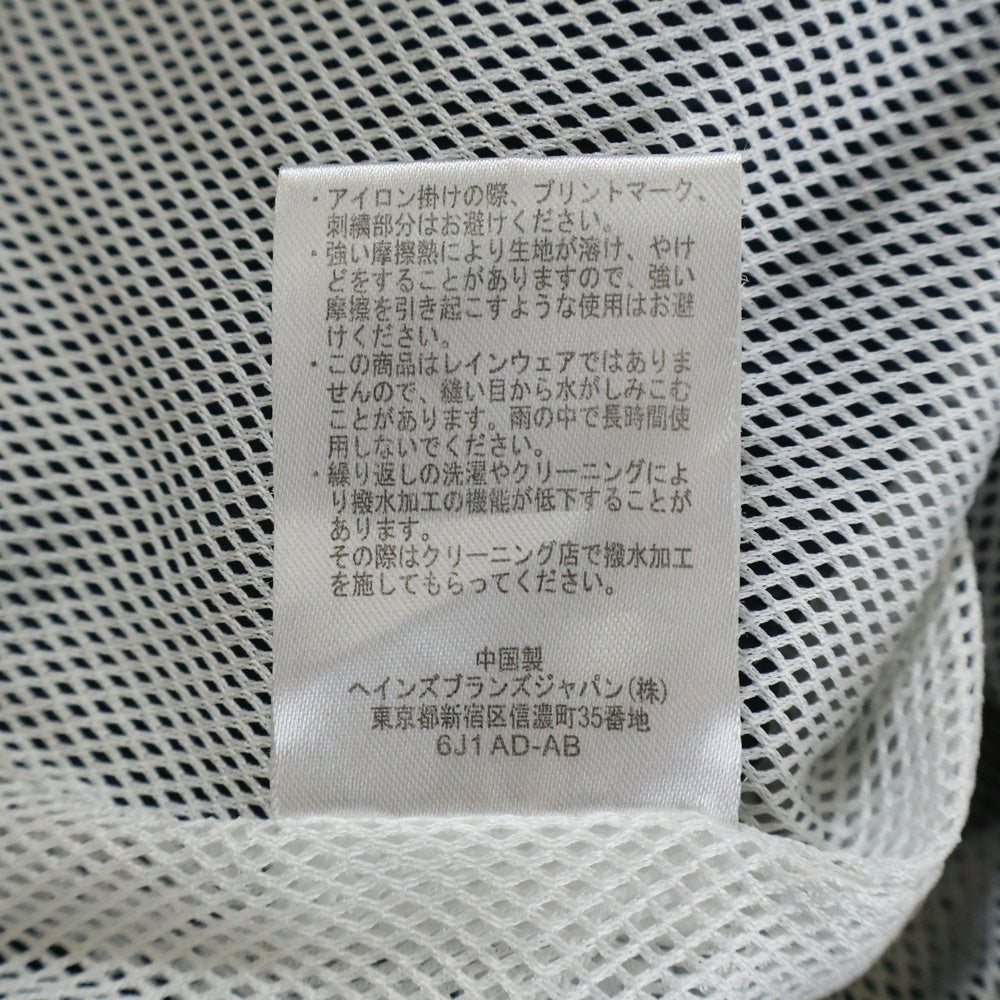 ・アイロン掛けの際、プリントマーク、
刺繍部分はお避けください。
・強い摩擦熱により生地が溶け、やけ
どをすることがありますので、強い
摩擦を引き起こすような使用はお避
けください。
・この商品はレインウェアではありま
せんので、縫い目から水がしみこむ
ことがあります。雨の中で長時間使
用しないでください。
・繰り返しの洗濯やクリーニングによ
り撥水加工の機能が低下することが
あります。
その際はクリーニング店で撥水加工
を施してもらってください。
中国製
ヘインズブランズジャパン(株)
東京都新宿区信濃町35番地
6J1AD-AB